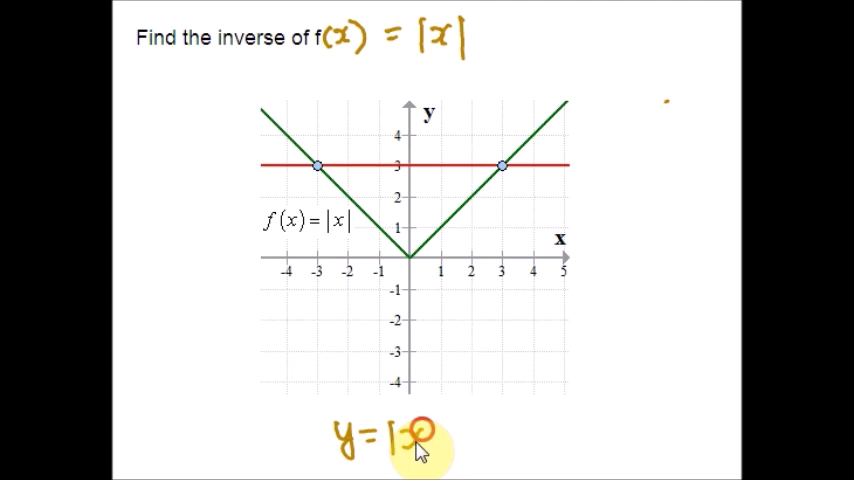 Find the inverse of f(x) = |x|
y
4
3
2
1
f(x) = |x|
x
-4 -3 -2 -1 1 2 3 4 5
-1
-2
-3
-4
y = |x